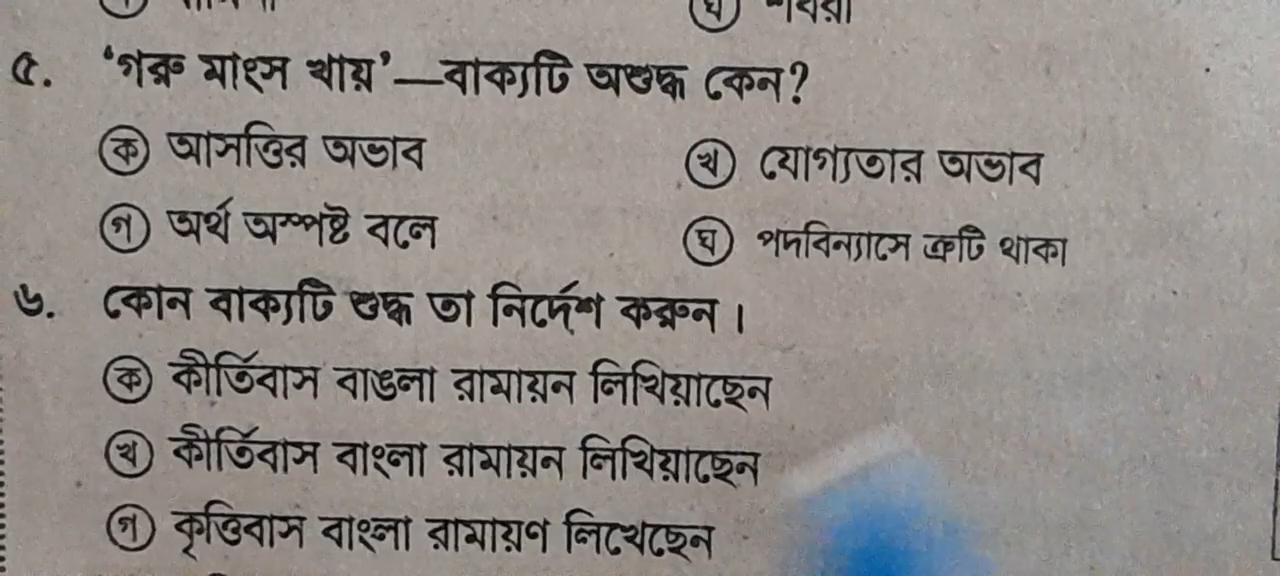 ৫. ‘গরু মাংস খায়’—বাক্যটি অশুদ্ধ কেন?
ক আসত্তির অভাব খ যোগ্যতার অভাব
গ অর্থ অস্পষ্ট বলে ঘ পদবিন্যাসে ত্রুটি থাকা
৬. কোন বাক্যটি শুদ্ধ তা নির্দেশ করুন।
ক কীর্তিবাস বাঙলা রামায়ন লিখিয়াছেন
খ কীর্তিবাস বাংলা রামায়ন লিখিয়াছেন
গ কৃত্তিবাস বাংলা রামায়ণ লিখেছেন